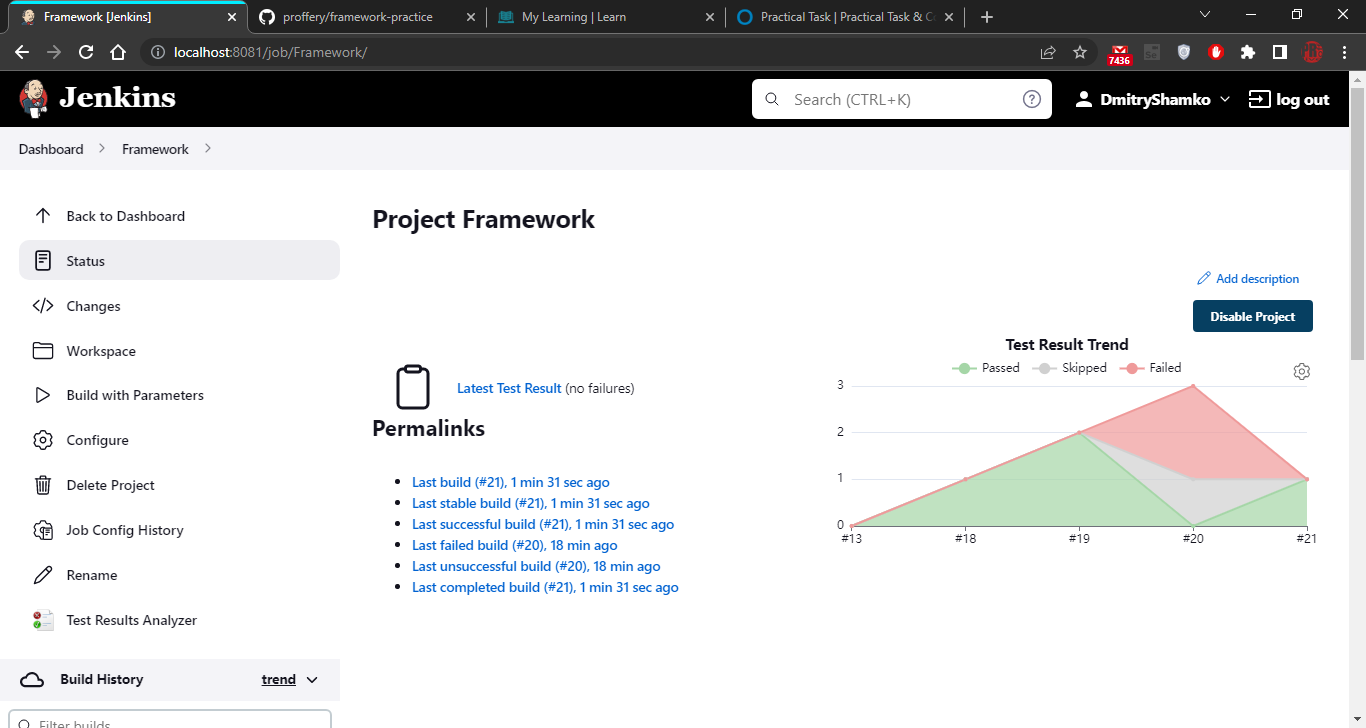 Framework [Jenkins]
proffery/framework-practice
My Learning | Learn
Practical Task | Practical Task & C
localhost:8081/job/Framework/
7436
Jenkins
Search (CTRL+K)
?
DmitryShamko
log out
Dashboard
Framework
Back to Dashboard
Status
Changes
Workspace
Build with Parameters
Configure
Delete Project
Job Config History
Rename
Test Results Analyzer
Build History
trend
Filter builds
Project Framework
Add description
Disable Project
Latest Test Result (no failures)
Permalinks
Last build (#21), 1 min 31 sec ago
Last stable build (#21), 1 min 31 sec ago
Last successful build (#21), 1 min 31 sec ago
Last failed build (#20), 18 min ago
Last unsuccessful build (#20), 18 min ago
Last completed build (#21), 1 min 31 sec ago
Test Result Trend
Passed Skipped Failed
3
2
1
0
#13 #18 #19 #20 #21